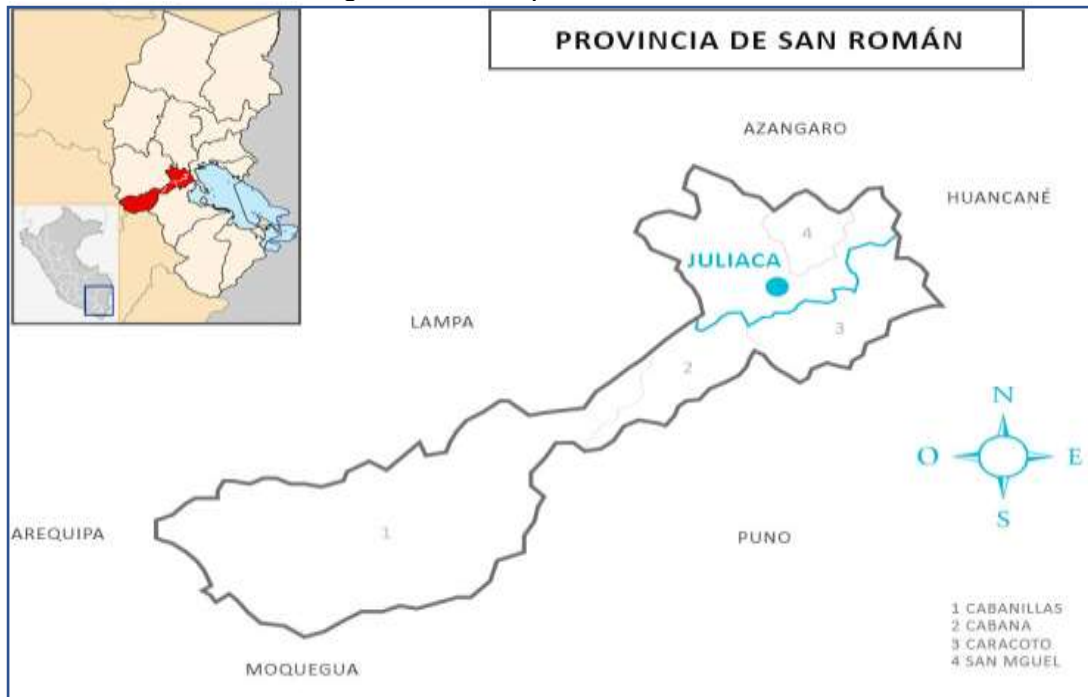 PROVINCIA DE SAN ROMÁN
AZANGARO
HUANCANÉ
4
JULIACA
LAMPA
3
2
N
O
E
S
AREQUIPA
1
PUNO
MOQUEGUA
1 CABANILLAS
2 CABANA
3 CARACOTO
4 SAN MGUEL